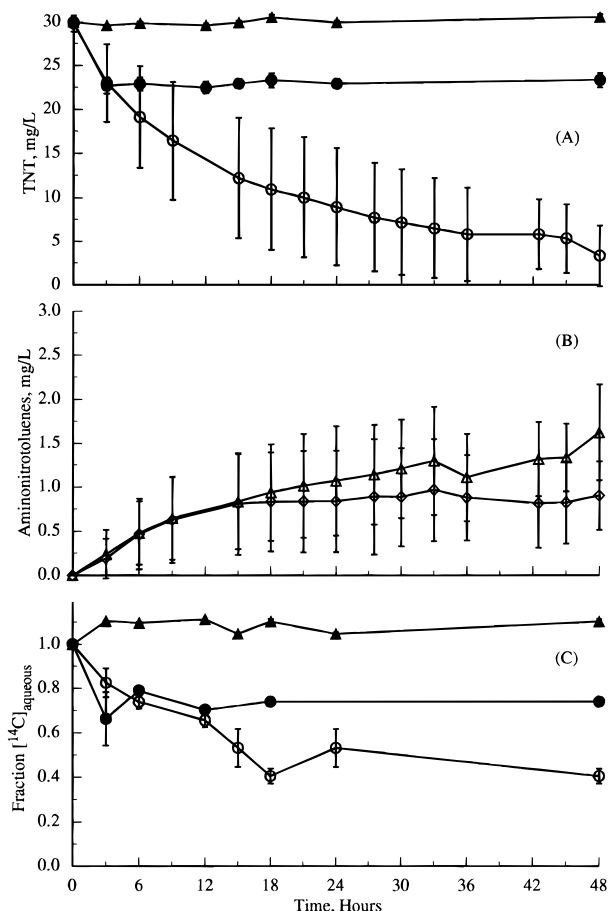 30
25
20
15
10
5
0
TNT, mg/L
(A)
3.0
2.5
2.0
1.5
1.0
0.5
0.0
Aminonitrotoluenes, mg/L
(B)
1.0
0.8
0.6
0.4
0.2
0.0
Fraction [14C]aqueous
(C)
0 6 12 18 24 30 36 42 48
Time, Hours